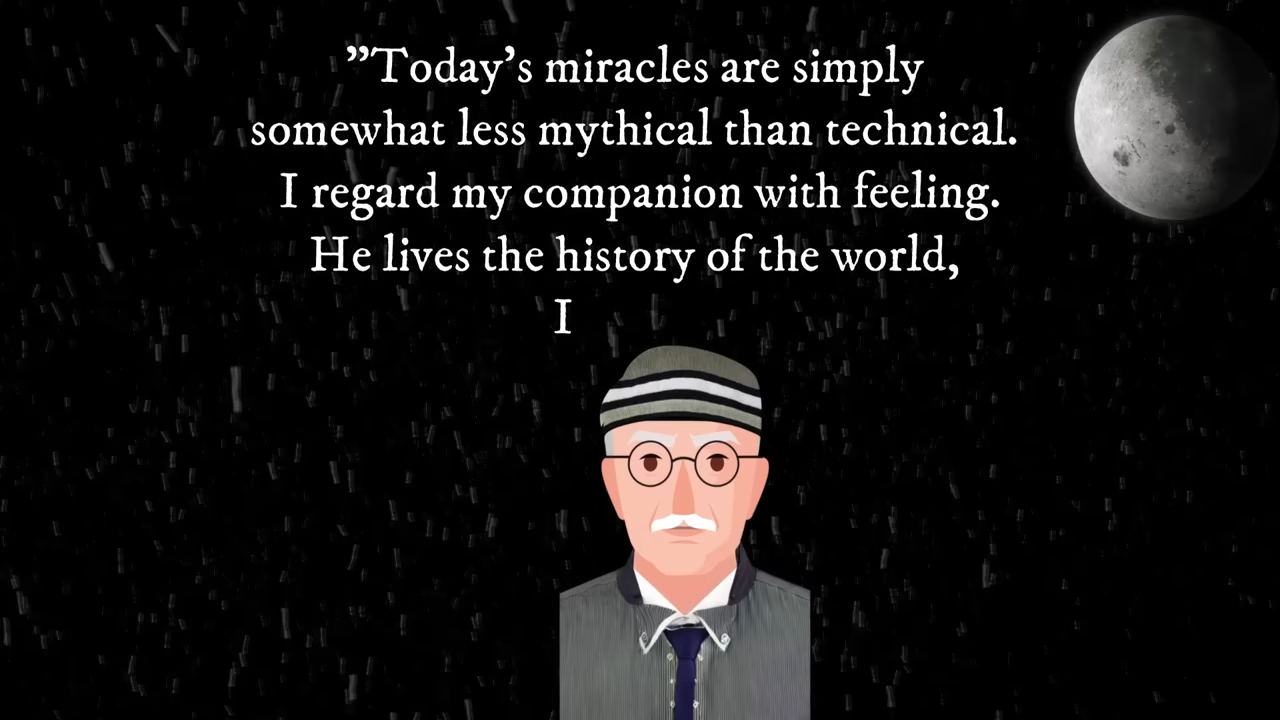 ”Today’s miracles are simply
somewhat less mythical than technical.
I regard my companion with feeling.
He lives the history of the world,
I